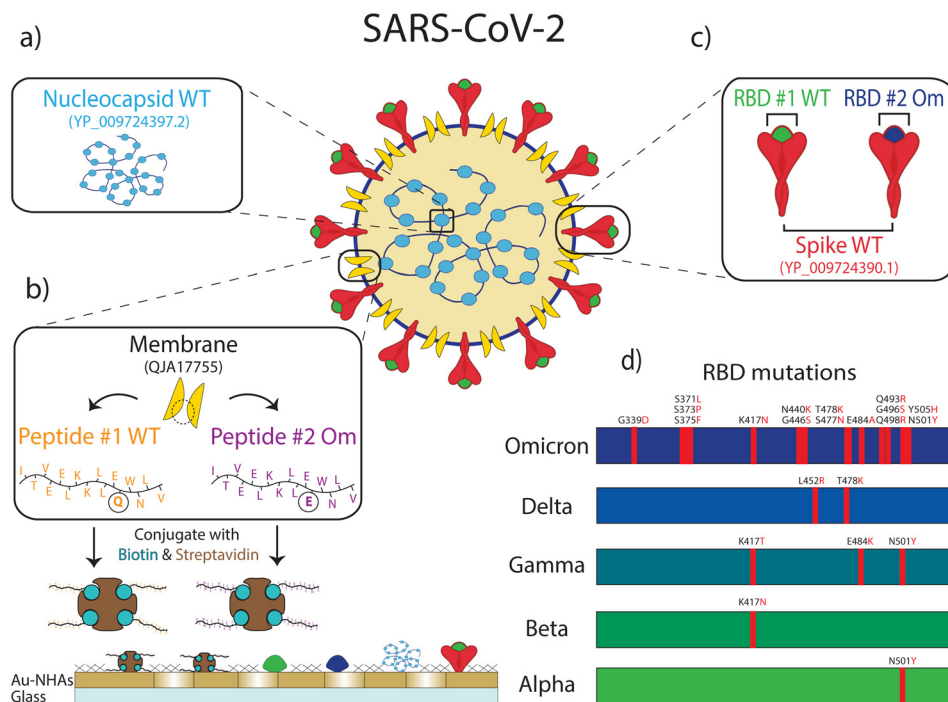 SARS-CoV-2
a)
Nucleocapsid WT
(YP_009724397.2)
b)
Membrane
(QJA17755)
Peptide #1 WT
Peptide #2 Om
I V E K L E W L
T E L K L Q N V
I V E K L E W L
T E L K L E N V
Conjugate with
Biotin & Streptavidin
Au-NHAs
Glass
c)
RBD #1 WT
RBD #2 Om
Spike WT
(YP_009724390.1)
d)
RBD mutations
S371L
Q493R
S373P
N440K T478K
G496S Y505H
G339D
S375F
K417N
G446S S477N E484A Q498R N501Y
Omicron
L452R T478K
Delta
K417T
E484K
N501Y
Gamma
K417N
Beta
N501Y
Alpha